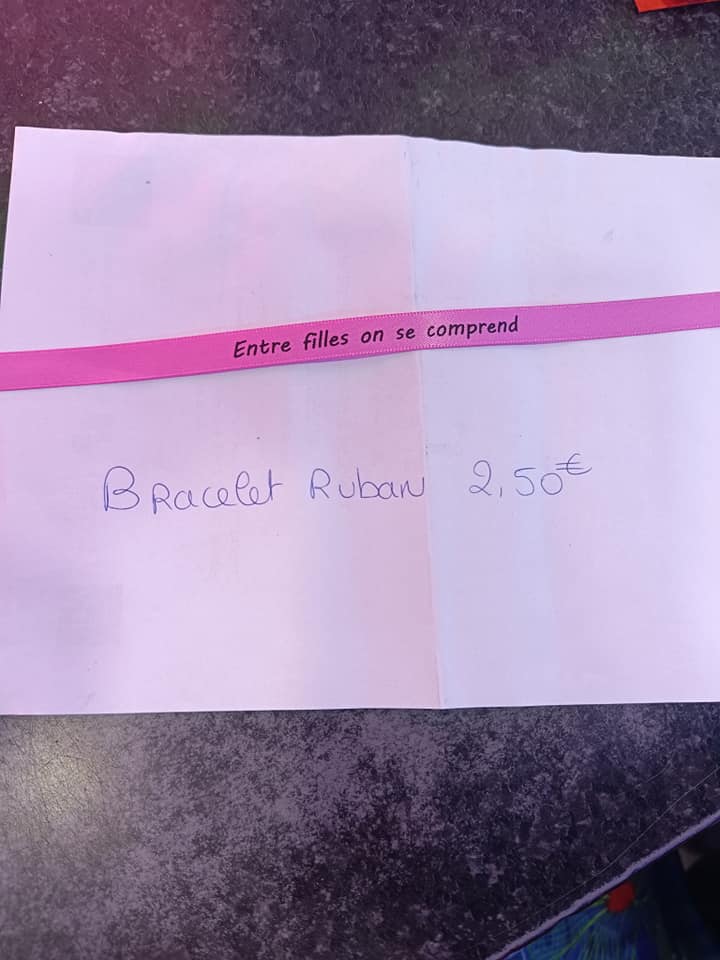 Entre filles on se comprend
Bracelet Ruban 2,50€